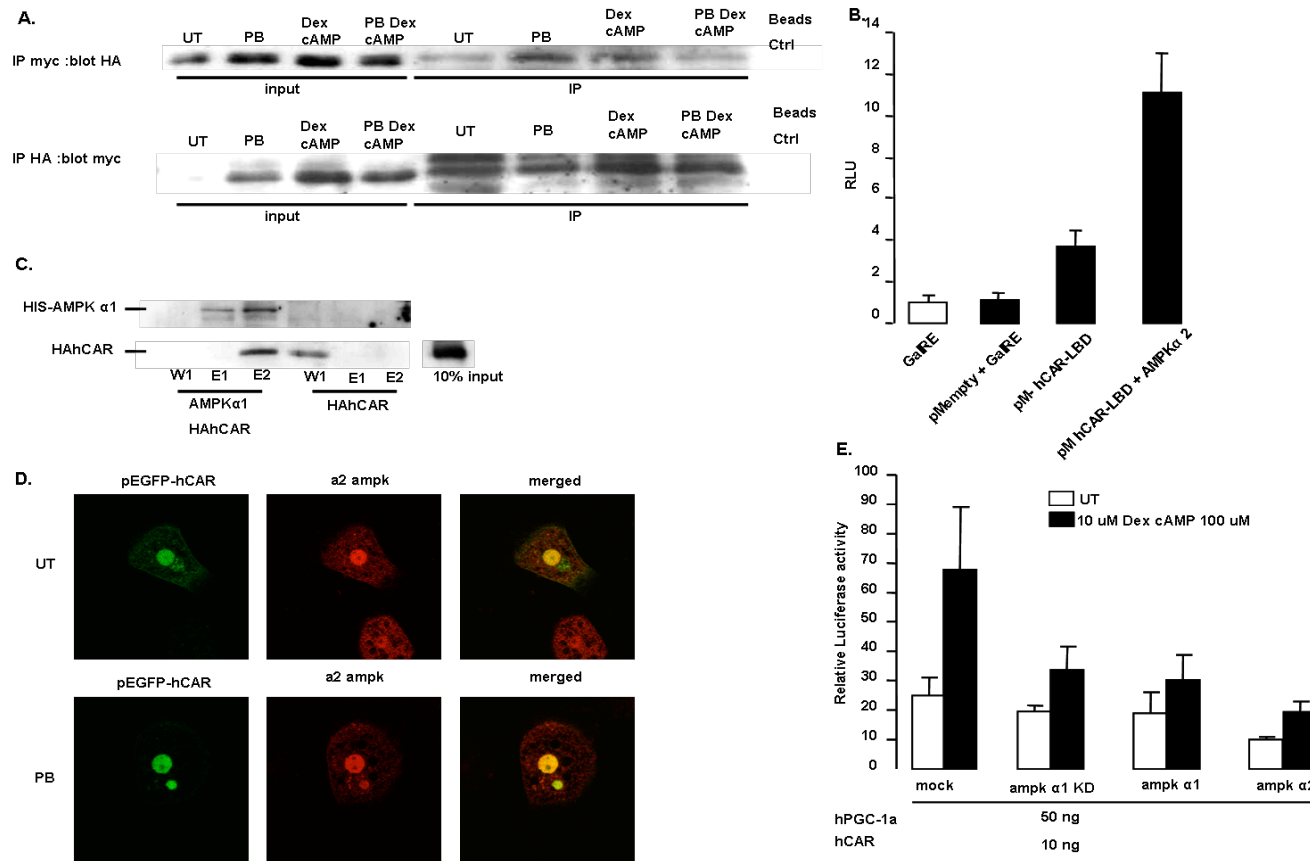 A.
UT PB Dex cAMP PB Dex cAMP UT PB Dex cAMP PB Dex cAMP Beads Ctrl
IP myc :blot HA
input IP
UT PB Dex cAMP PB Dex cAMP UT PB Dex cAMP PB Dex cAMP Beads Ctrl
IP HA :blot myc
input IP
B.
14
12
10
8
6
4
2
0
RLU
GalRE
pMempty + GalRE
pM- hCAR-LBD
pM hCAR-LBD + AMPKα 2
C.
HIS-AMPK α1
HAhCAR
W1 E1 E2 W1 E1 E2 10% input
AMPKα1 HAhCAR
HAhCAR
D.
pEGFP-hCAR a2 ampk merged
UT
pEGFP-hCAR a2 ampk merged
PB
E.
100
90
80
70
60
50
40
30
20
10
0
Relative Luciferase activity
UT
10 uM Dex cAMP 100 uM
mock ampk α1 KD ampk α1 ampk α2
hPGC-1a 50 ng
hCAR 10 ng